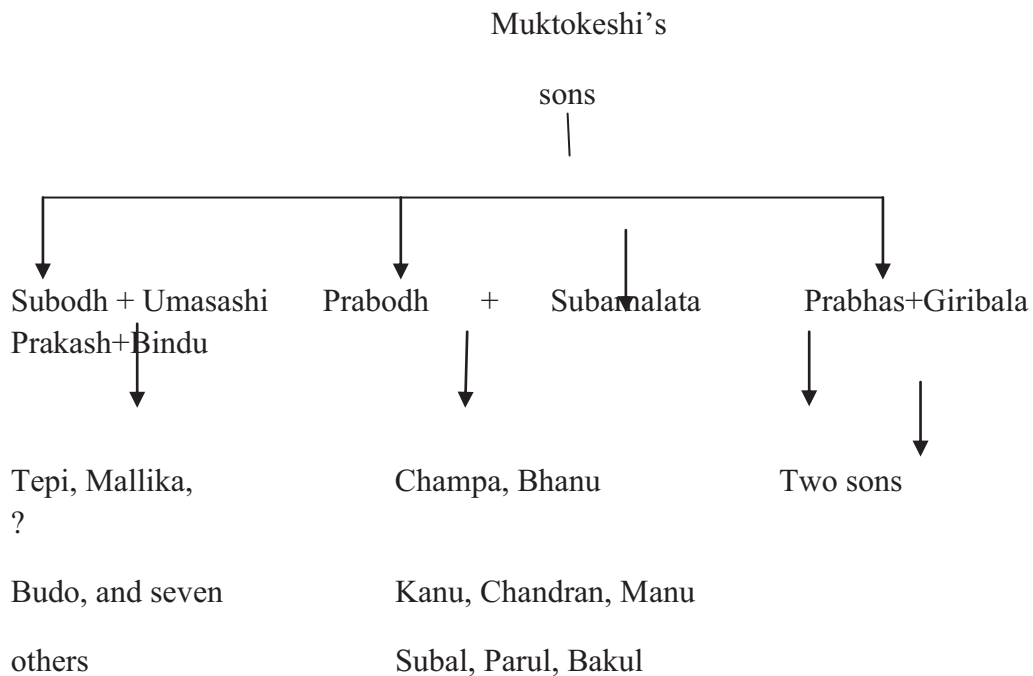 Muktokeshi's
sons
Subodh + Umasashi Prabodh + Subarnalata Prabhas+Giribala
Prakash+Bindu
Tepi, Mallika, Champa, Bhanu Two sons
?
Budo, and seven Kanu, Chandran, Manu
others Subal, Parul, Bakul